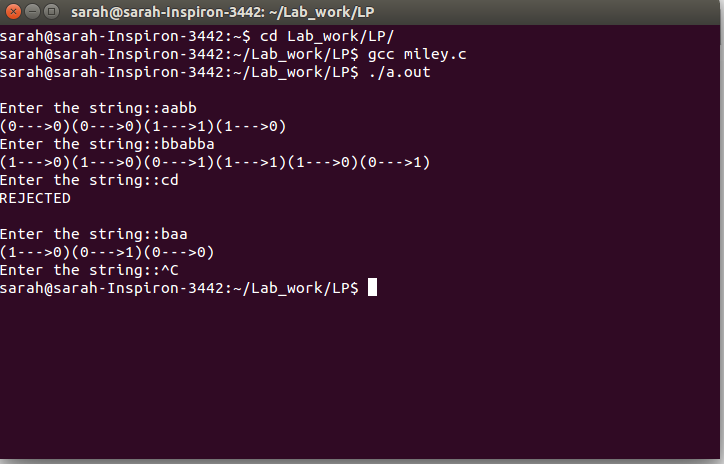 sarah@sarah-Inspiron-3442: ~/Lab_work/LP
sarah@sarah-Inspiron-3442:~$ cd Lab_work/LP/
sarah@sarah-Inspiron-3442:~/Lab_work/LP$ gcc miley.c
sarah@sarah-Inspiron-3442:~/Lab_work/LP$ ./a.out
Enter the string::aabb
(0--->0)(0--->0)(1--->1)(1--->0)
Enter the string::bbabba
(1--->0)(1--->0)(0--->1)(1--->1)(1--->0)(0--->1)
Enter the string::cd
REJECTED
Enter the string::baa
(1--->0)(0--->1)(0--->0)
Enter the string::^C
sarah@sarah-Inspiron-3442:~/Lab_work/LP$